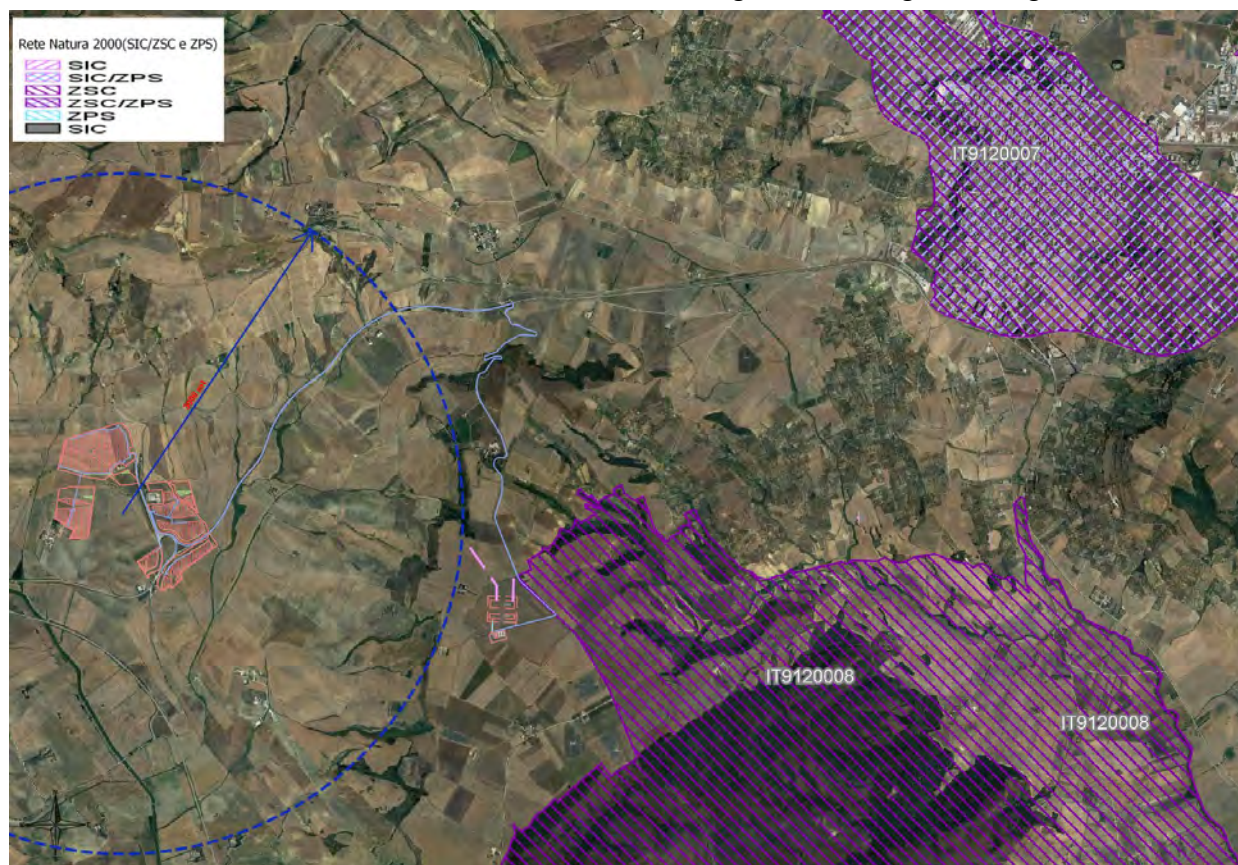 Rete Natura 2000(SIC/ZSC e ZPS)
SIC
SIC/ZPS
ZSC
ZSC/ZPS
ZPS
SIC
IT9120007
IT9120008
IT9120008